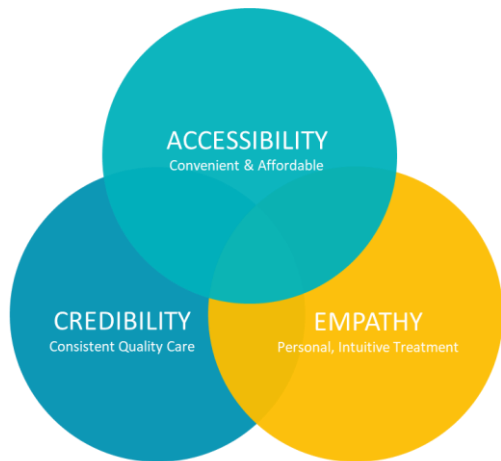 ACCESSIBILITY
Convenient & Affordable
CREDIBILITY
Consistent Quality Care
EMPATHY
Personal, Intuitive Treatment